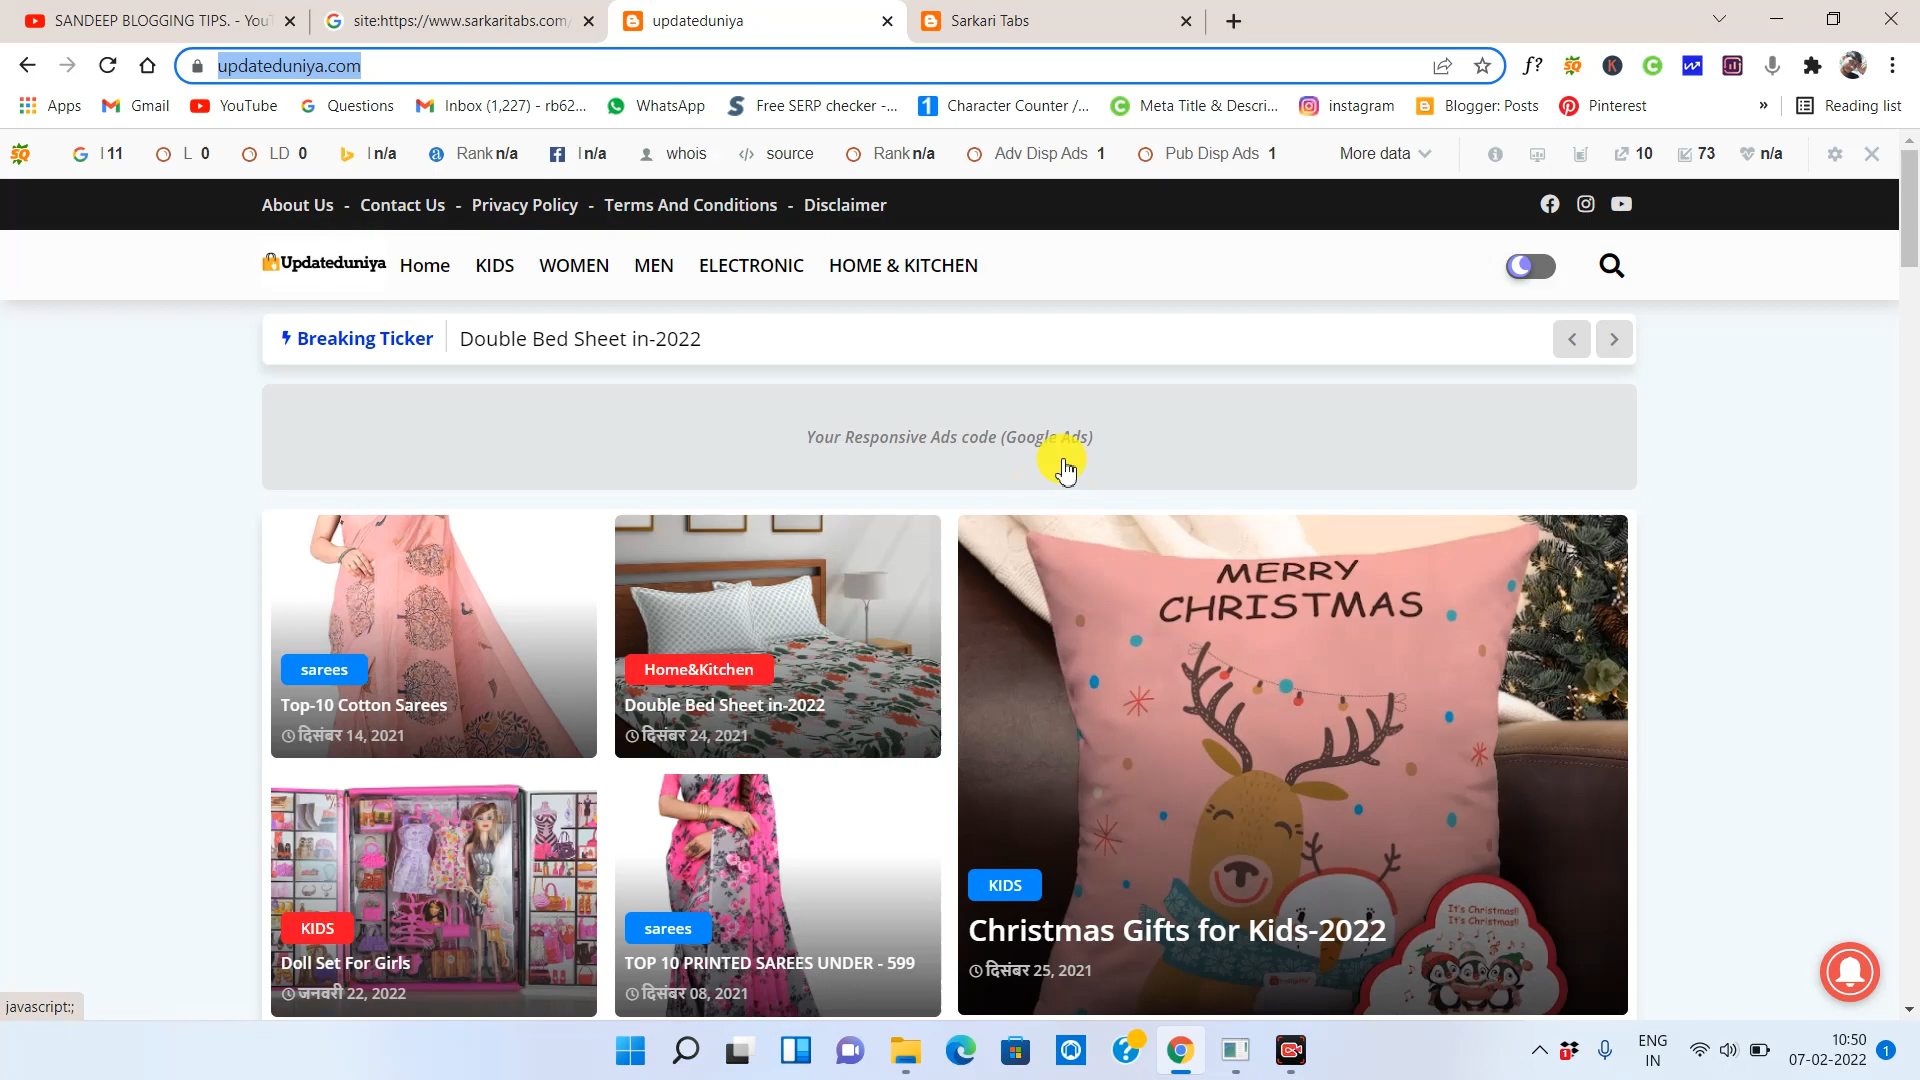 SANDEEP BLOGGING TIPS. - YouT
site:https://www.sarkaritabs.com/
updateduniya
Sarkari Tabs
updateduniya.com
Apps
Gmail
YouTube
Questions
Inbox (1,227) - rb62...
WhatsApp
Free SERP checker -...
Character Counter /...
Meta Title & Descri...
instagram
Blogger: Posts
Pinterest
»
Reading list
I 11
L 0
LD 0
I n/a
Rank n/a
I n/a
whois
source
Rank n/a
Adv Disp Ads 1
Pub Disp Ads 1
More data
10
73
n/a
About Us - Contact Us - Privacy Policy - Terms And Conditions - Disclaimer
Updateduniya
Home KIDS WOMEN MEN ELECTRONIC HOME & KITCHEN
Breaking Ticker
Double Bed Sheet in-2022
Your Responsive Ads code (Google Ads)
sarees
Top-10 Cotton Sarees
दिसंबर 14, 2021
Home&Kitchen
Double Bed Sheet in-2022
दिसंबर 24, 2021
MERRY
CHRISTMAS
KIDS
Christmas Gifts for Kids-2022
दिसंबर 25, 2021
It's Christmas!!
It's Christmas!!
KIDS
Doll Set For Girls
जनवरी 22, 2022
sarees
TOP 10 PRINTED SAREES UNDER - 599
दिसंबर 08, 2021
javascript:;
ENG
IN
10:50
07-02-2022
1